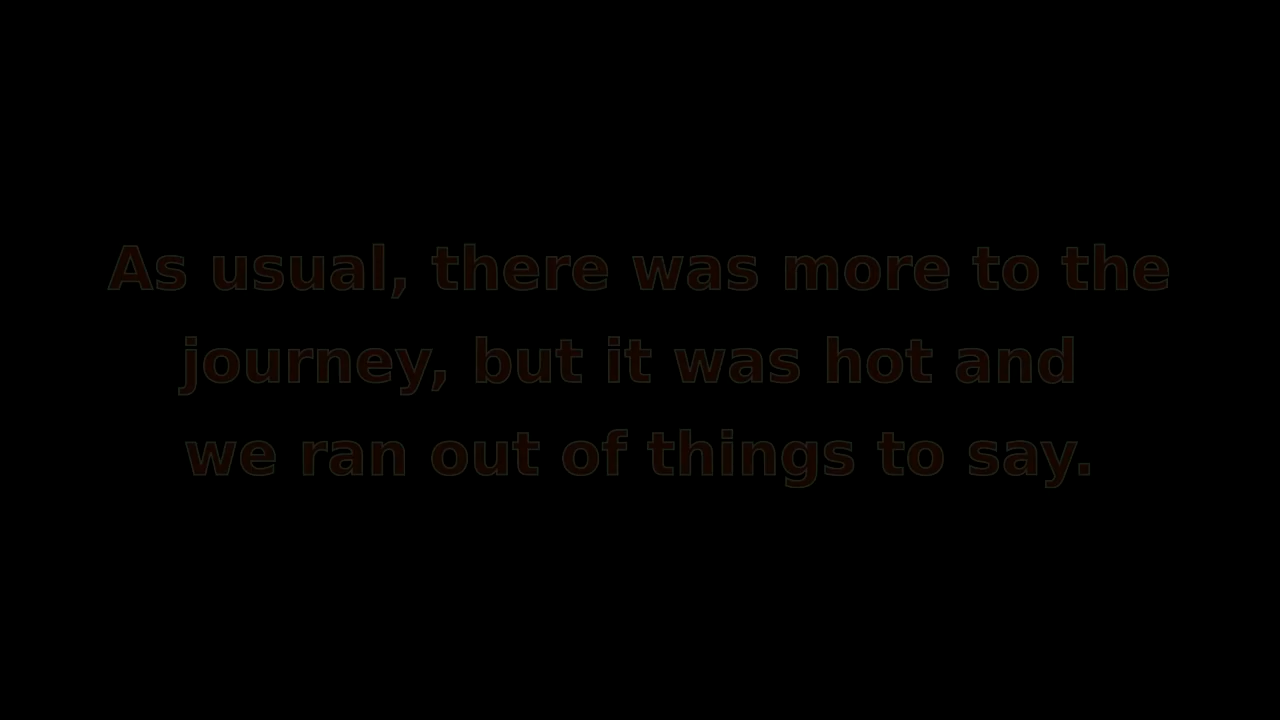 As usual, there was more to the
journey, but it was hot and
we ran out of things to say.